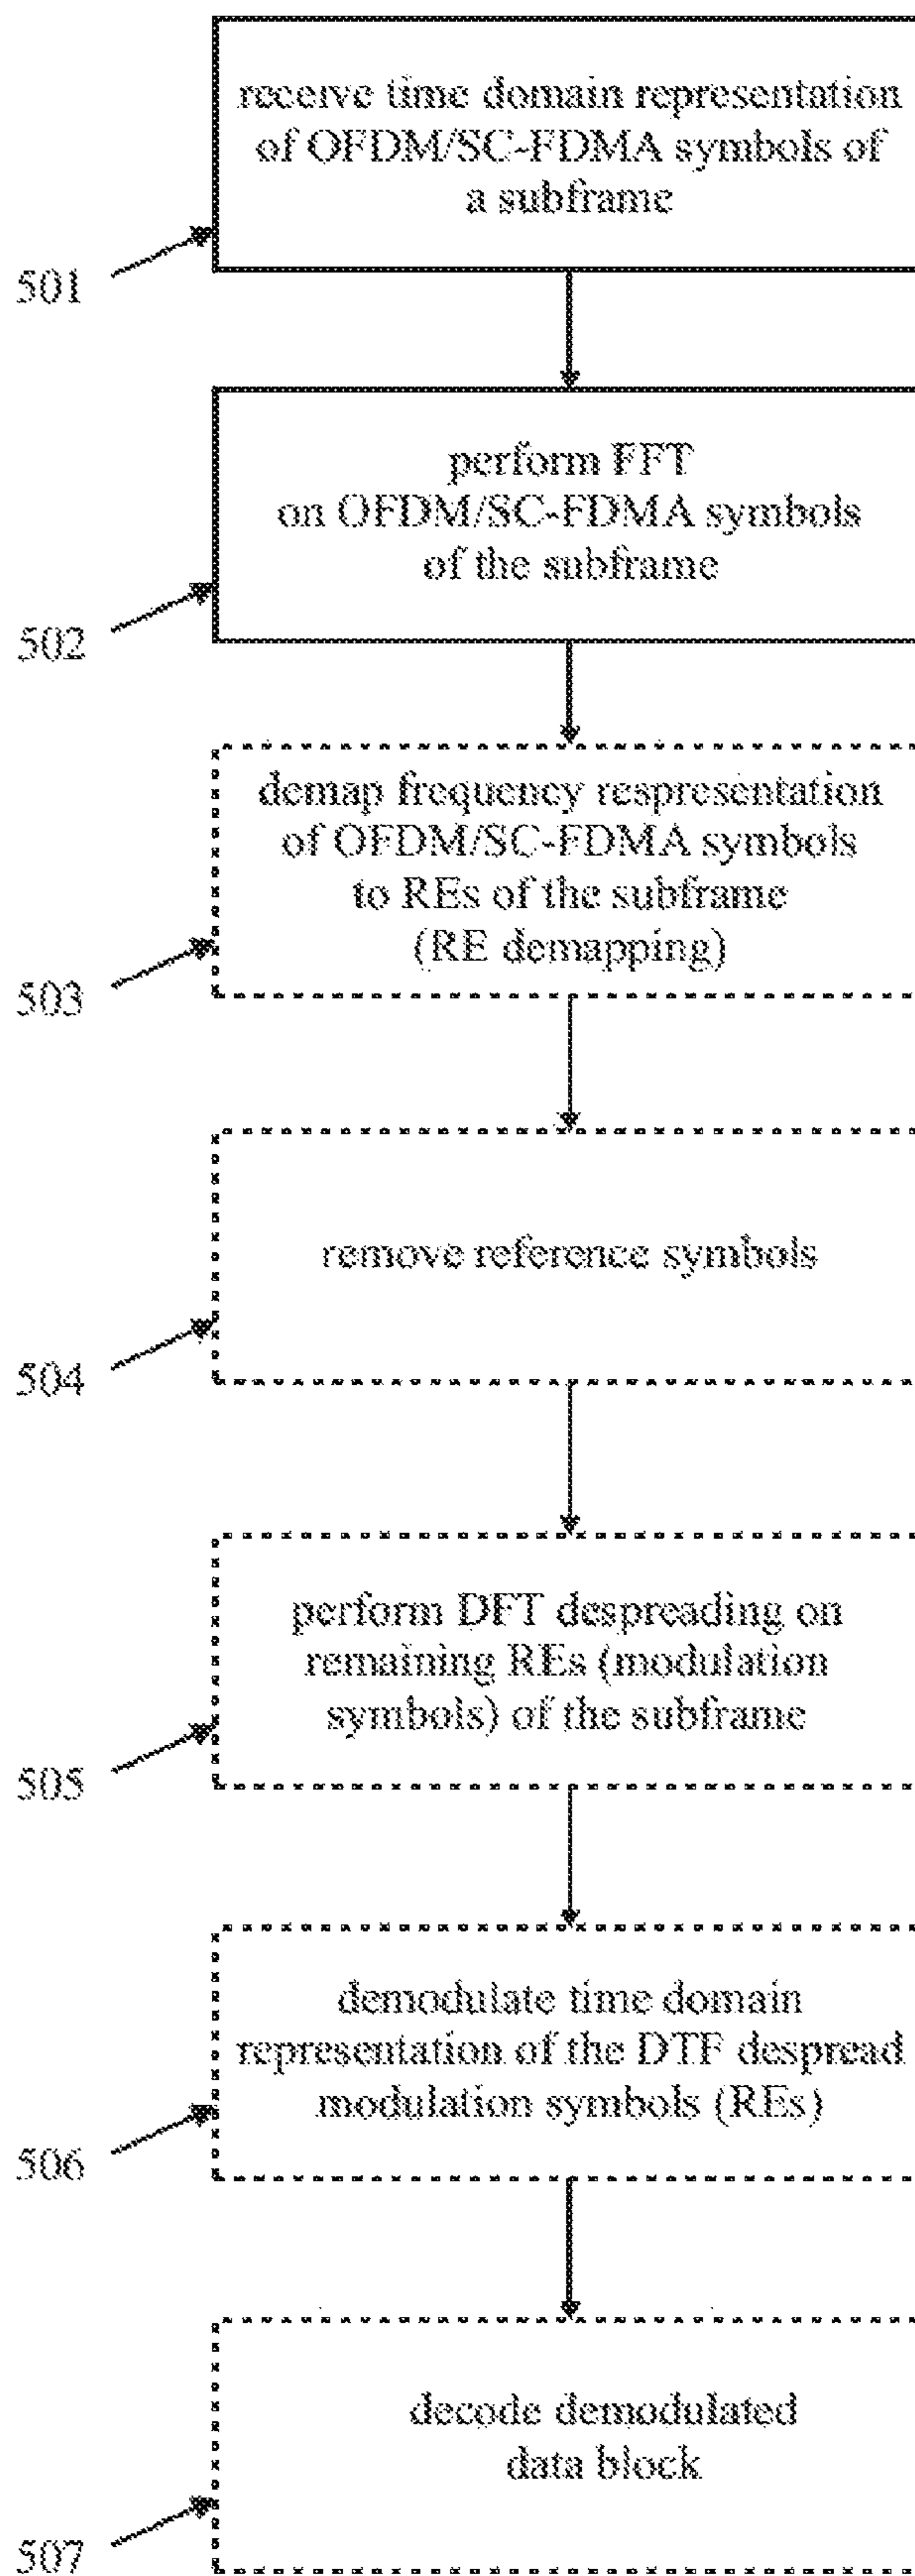 receive time domain representation
of OFDM/SC-FDMA symbols of
a subframe
501
perform FFT
on OFDM/SC-FDMA symbols
of the subframe
502
demap frequency respresentation
of OFDM/SC-FDMA symbols
to REs of the subframe
(RE demapping)
503
remove reference symbols
504
perform DFT despreading on
remaining REs (modulation
symbols) of the subframe
505
demodulate time domain
representation of the DTF despread
modulation symbols (REs)
506
decode demodulated
data block
507